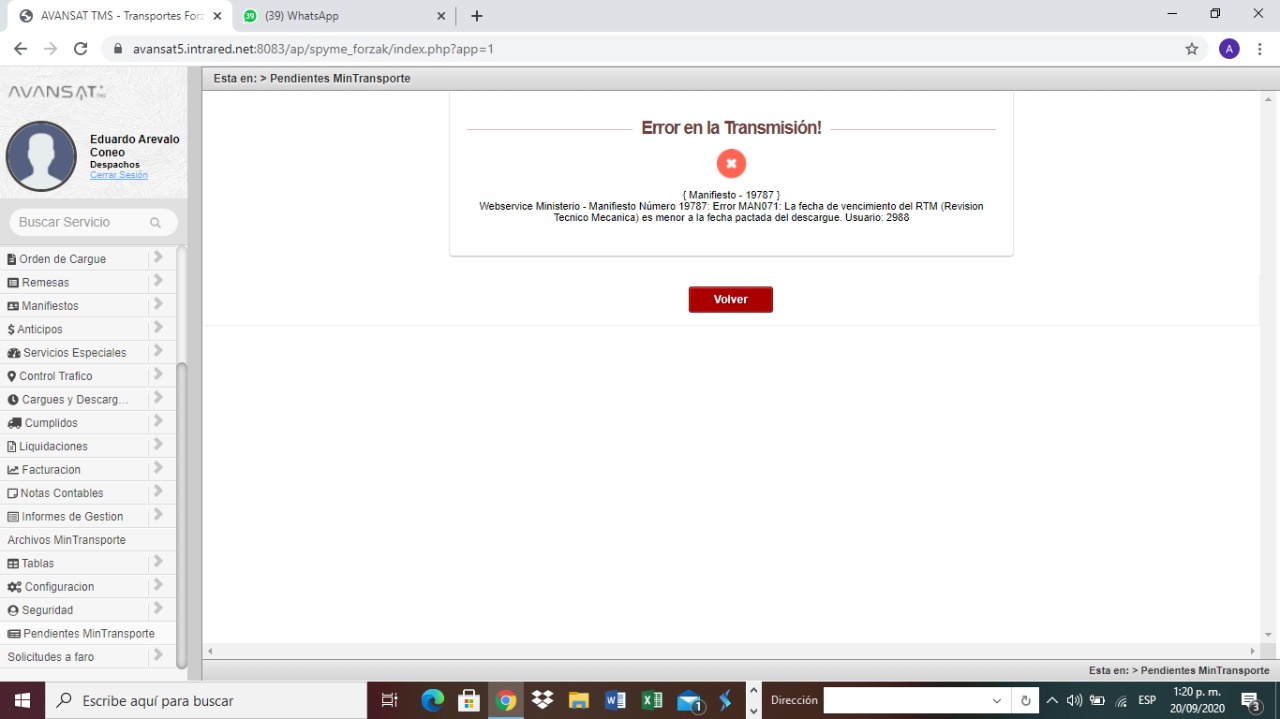 AVANSAT TMS - Transportes Forz
(39) WhatsApp
avansat5.intrared.net:8083/ap/spyme_forzak/index.php?app=1
A
AVANSAT TMS
Esta en: > Pendientes MinTransporte
Eduardo Arevalo
Coneo
Despachos
Cerrar Sesión
Buscar Servicio
Orden de Cargue
Remesas
Manifiestos
Anticipos
Servicios Especiales
Control Trafico
Cargues y Descarg...
Cumplidos
Liquidaciones
Facturacion
Notas Contables
Informes de Gestion
Archivos MinTransporte
Tablas
Configuracion
Seguridad
Pendientes MinTransporte
Solicitudes a faro
Error en la Transmisión!
{ Manifiesto - 19787 }
Webservice Ministerio - Manifiesto Número 19787: Error MAN071: La fecha de vencimiento del RTM (Revision
Tecnico Mecanica) es menor a la fecha pactada del descargue. Usuario: 2988
Volver
Esta en: > Pendientes MinTransporte
Escribe aquí para buscar
1
Dirección
ESP
1:20 p. m.
20/09/2020
3